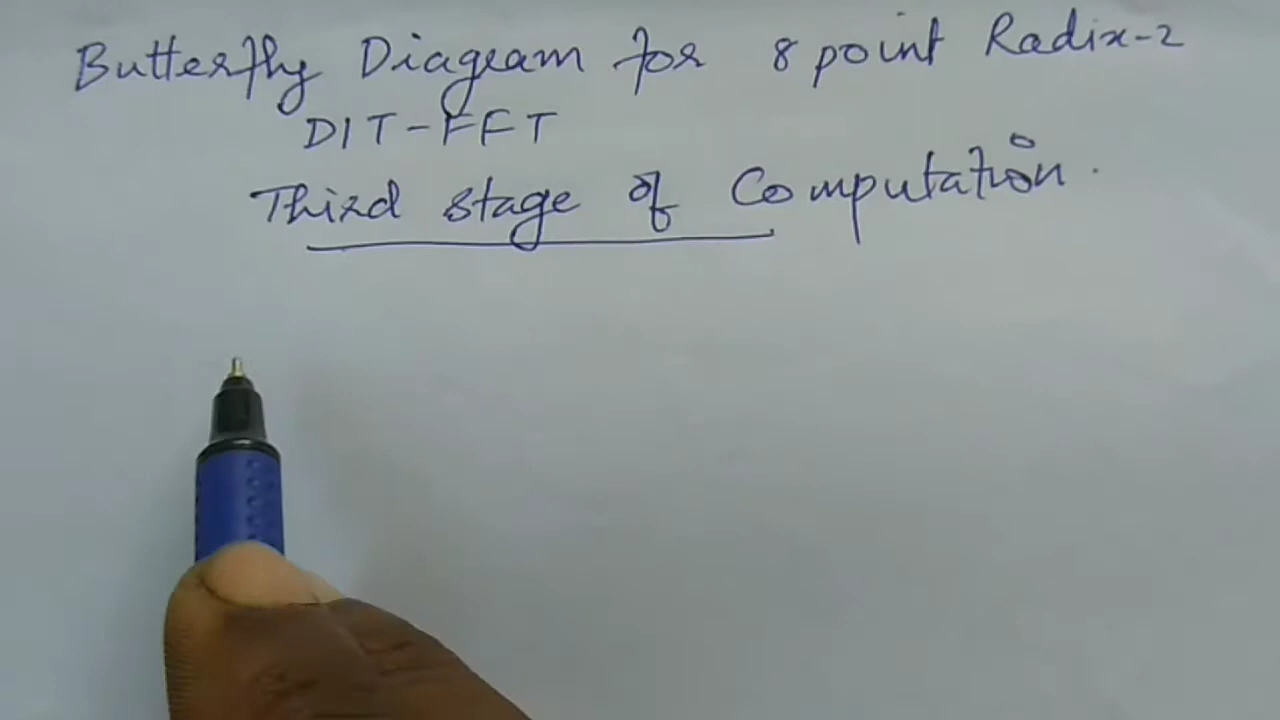 Butterfly Diagram for 8 point Radix-2
DIT-FFT
Third stage of Computation.